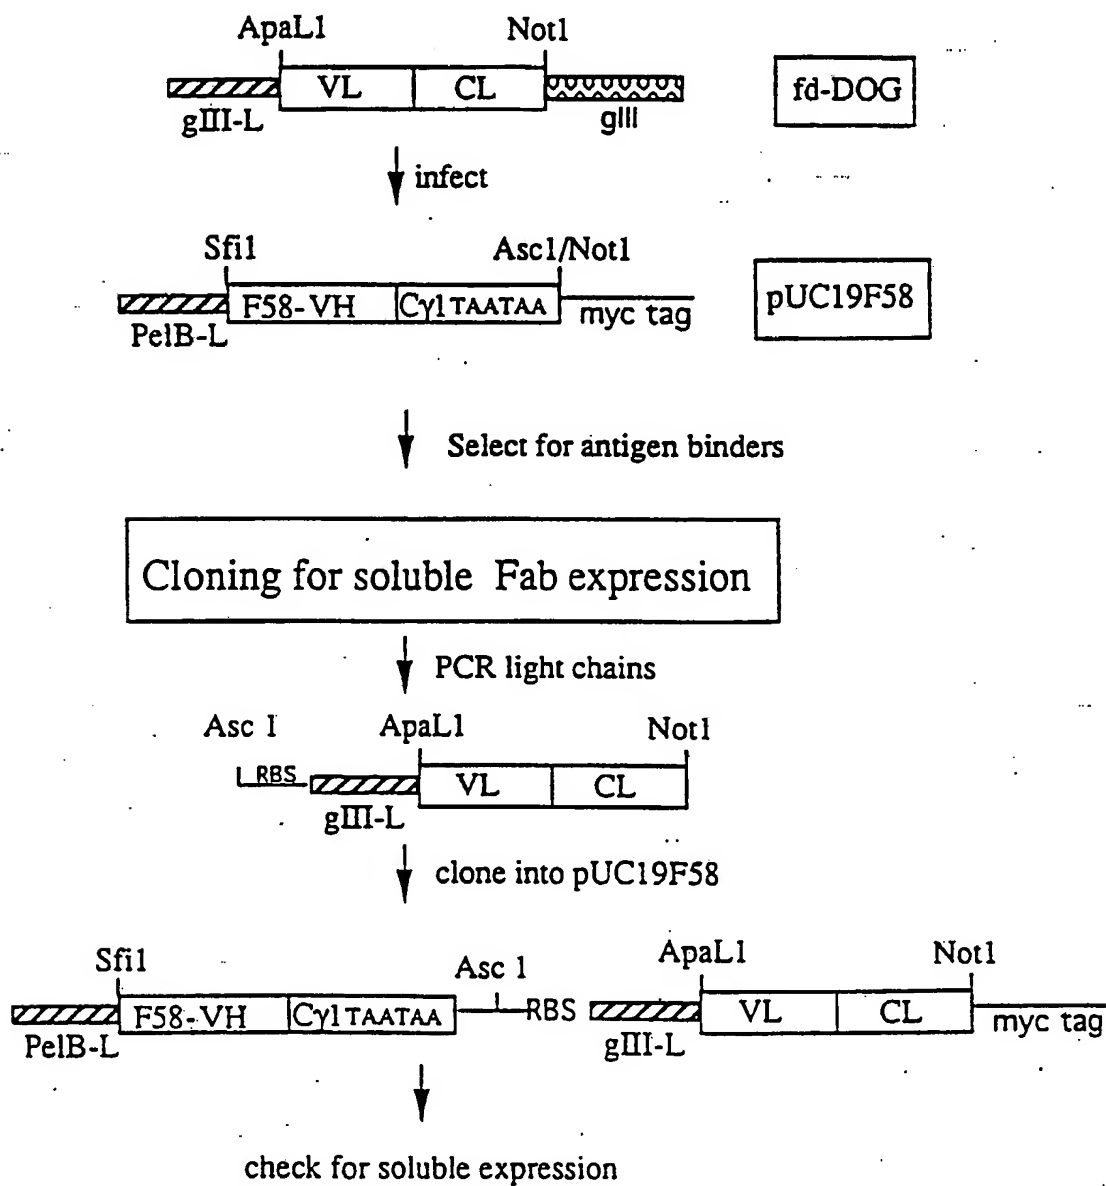 ApaL1 Not1
VL CL
gIII-L gIII
fd-DOG
infect
Sfi1 Asc1/Not1
F58-VH Cγ1 TAATAA
PelB-L myc tag
pUC19F58
Select for antigen binders
Cloning for soluble Fab expression
PCR light chains
Asc I ApaL1 Not1
RBS VL CL
gIII-L
clone into pUC19F58
Sfi1 Asc 1 ApaL1 Not1
F58-VH Cγ1 TAATAA RBS VL CL
PelB-L gIII-L myc tag
check for soluble expression